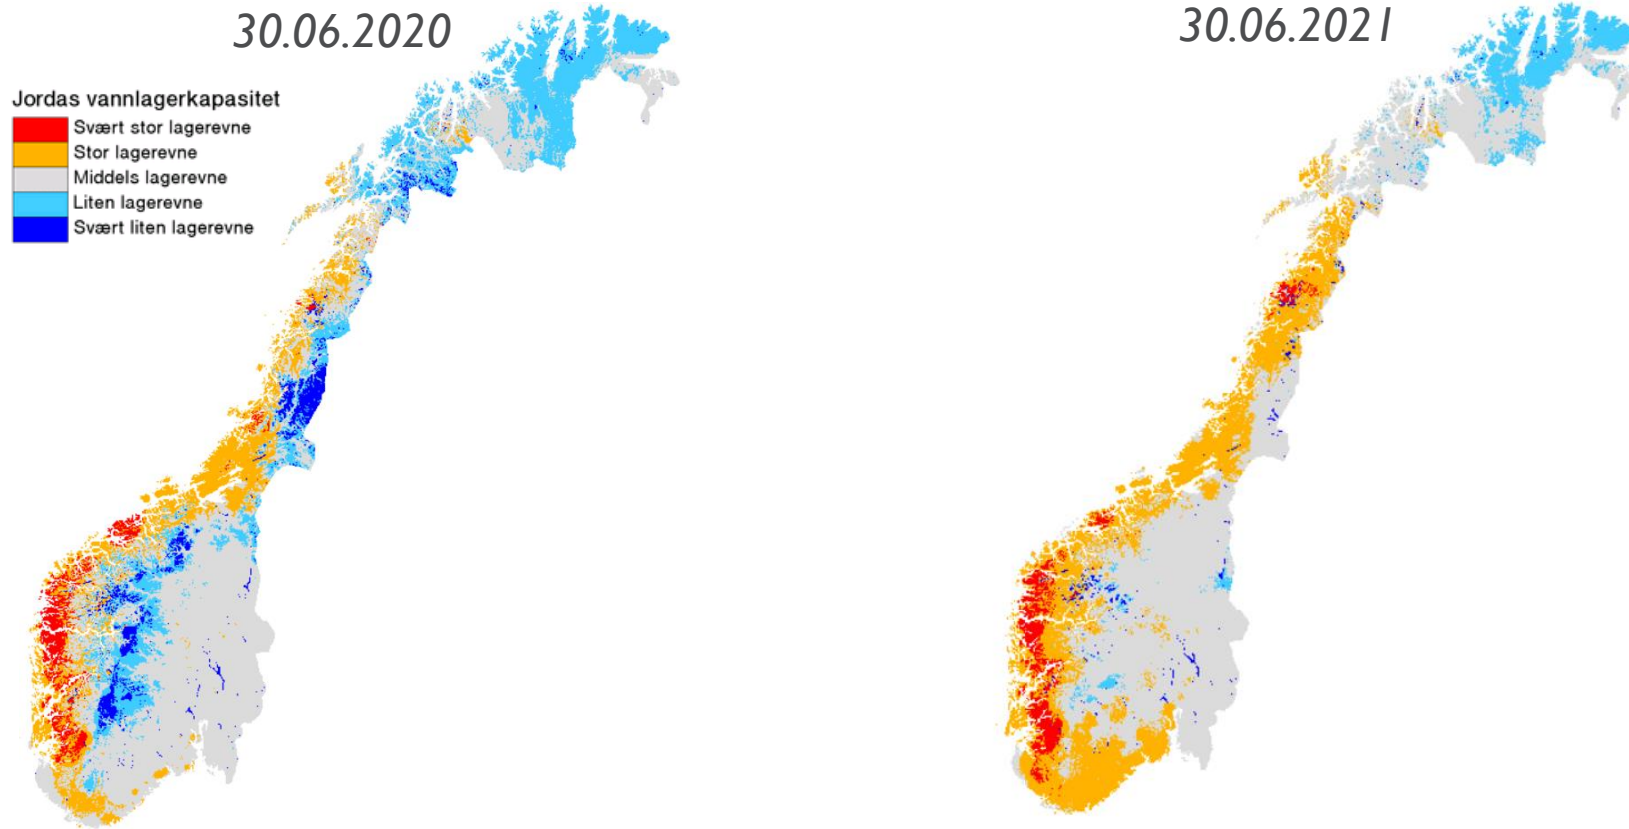 30.06.2020
30.06.2021
Jordas vannlagerkapasitet
Svært stor lagerevne
Stor lagerevne
Middels lagerevne
Liten lagerevne
Svært liten lagerevne